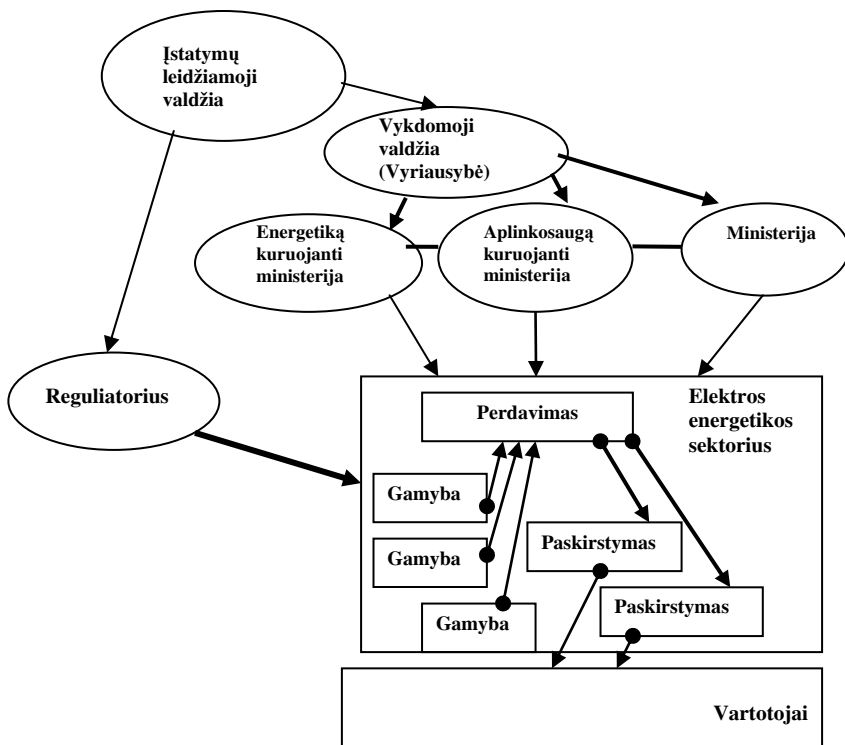 Įstatymų
leidžiamoji
valdžia
Vykdomoji
valdžia
(Vyriausybė)
Energetiką
kuruojanti
ministerija
Aplinkosaugą
kuruojanti
ministerija
Ministerija
Reguliatorius
Elektros
energetikos
sektorius
Perdavimas
Gamyba
Gamyba
Gamyba
Paskirstymas
Paskirstymas
Vartotojai